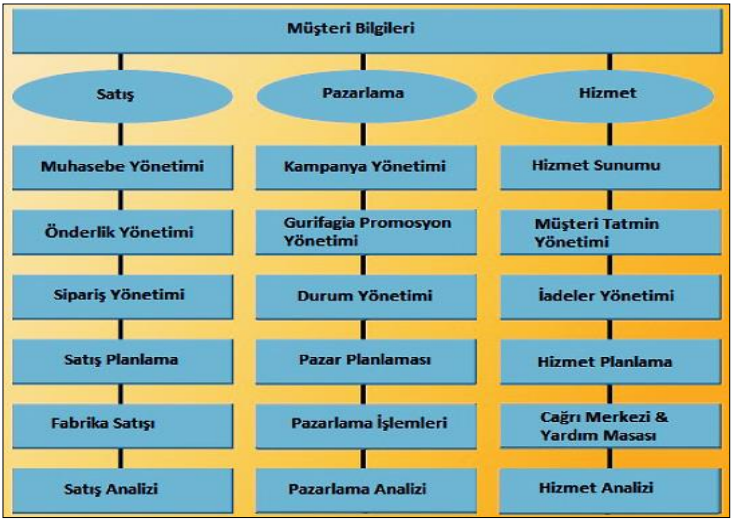 Müşteri Bilgileri
Satış
Pazarlama
Hizmet
Muhasebe Yönetimi
Kampanya Yönetimi
Hizmet Sunumu
Önderlik Yönetimi
Gurifagia Promosyon
Yönetimi
Müşteri Tatmin
Yönetimi
Sipariş Yönetimi
Durum Yönetimi
İadeler Yönetimi
Satış Planlama
Pazar Planlaması
Hizmet Planlama
Fabrika Satışı
Pazarlama İşlemleri
Cağrı Merkezi &
Yardım Masası
Satış Analizi
Pazarlama Analizi
Hizmet Analizi